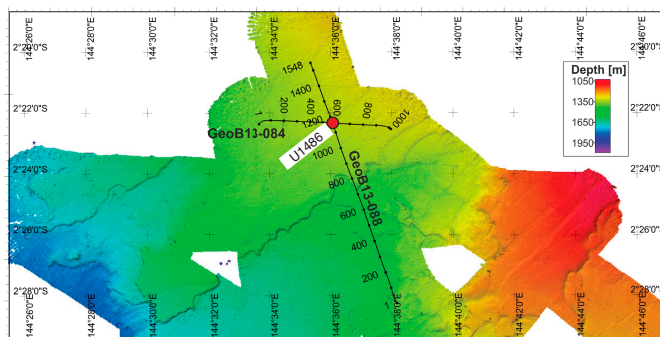 144°26'0"E
144°28'0"E
144°30'0"E
144°32'0"E
144°34'0"E
144°36'0"E
144°38'0"E
144°40'0"E
144°42'0"E
144°44'0"E
144°46'0"E
2°20'0"S
2°20'0"S
Depth [m]
1050
1350
1650
1950
1548
1400
1200
1000
800
600
400
200
1
1
200
400
600
800
1000
2°22'0"S
2°22'0"S
GeoB13-084
U1486
GeoB13-088
2°24'0"S
2°24'0"S
2°26'0"S
2°26'0"S
2°28'0"S
2°28'0"S
144°26'0"E
144°28'0"E
144°30'0"E
144°32'0"E
144°34'0"E
144°36'0"E
144°38'0"E
144°40'0"E
144°42'0"E
144°44'0"E
144°46'0"E